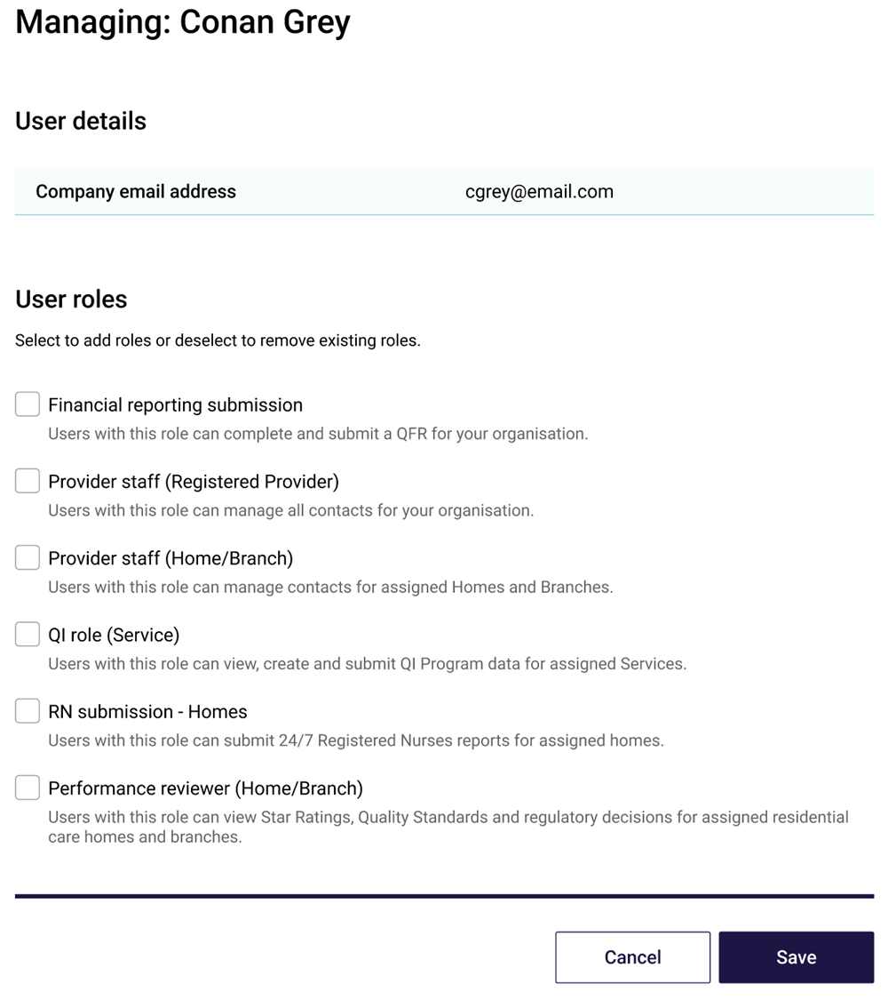 Managing: Conan Grey
User details
Company email address cgrey@email.com
User roles
Select to add roles or deselect to remove existing roles.
Financial reporting submission
Users with this role can complete and submit a QFR for your organisation.
Provider staff (Registered Provider)
Users with this role can manage all contacts for your organisation.
Provider staff (Home/Branch)
Users with this role can manage contacts for assigned Homes and Branches.
QI role (Service)
Users with this role can view, create and submit QI Program data for assigned Services.
RN submission - Homes
Users with this role can submit 24/7 Registered Nurses reports for assigned homes.
Performance reviewer (Home/Branch)
Users with this role can view Star Ratings, Quality Standards and regulatory decisions for assigned residential
care homes and branches.
Cancel Save